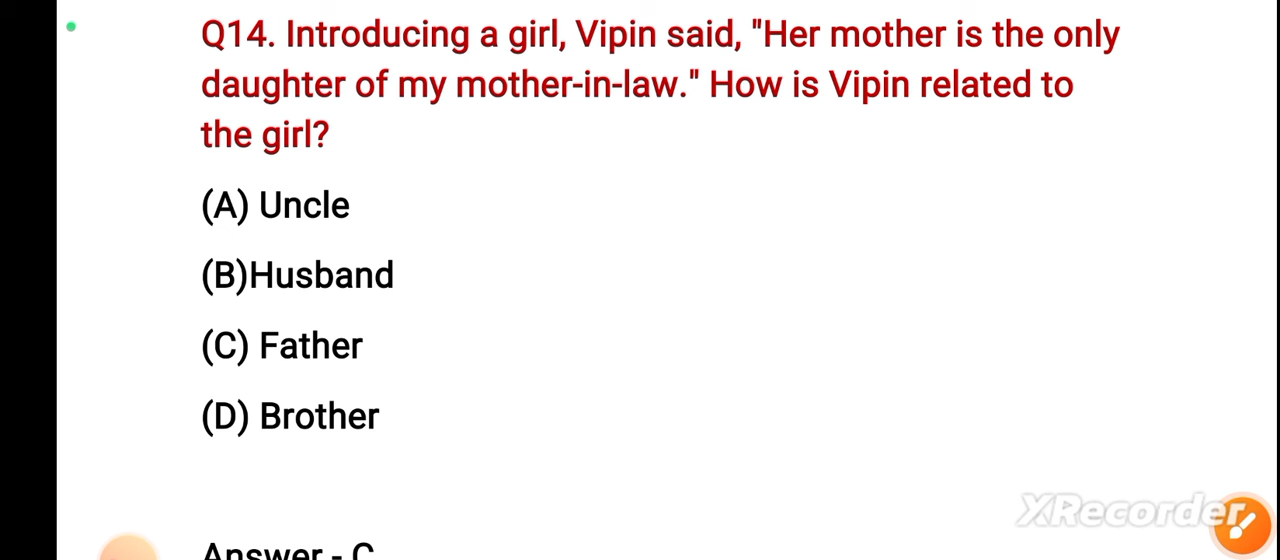 Q14. Introducing a girl, Vipin said, "Her mother is the only
daughter of my mother-in-law." How is Vipin related to
the girl?
(A) Uncle
(B)Husband
(C) Father
(D) Brother
XRecorder
Answer - C